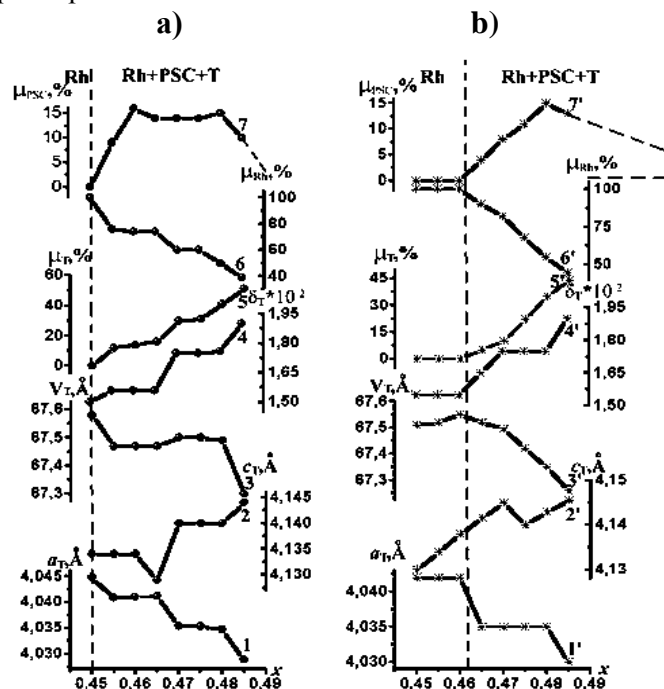 a)
b)
Rh
Rh+PSC+T
Rh
Rh+PSC+T
μPSC,%
15
10
5
0
7
μRh,%
100
80
60
40
6
μT,%
60
40
20
0
5
δT*10²
1,95
1,80
1,65
1,50
4
VT,Å
67,6
67,5
67,4
67,3
3
cT,Å
4,145
4,140
4,135
4,130
2
aT,Å
4,045
4,040
4,035
4,030
1
0.45 0.46 0.47 0.48 0.49
x
μPSC,%
15
10
5
0
7'
μRh,%
100
75
50
6'
μT,%
45
30
15
0
5'
δT*10²
1,95
1,80
1,65
1,50
4'
VT,Å
67,6
67,5
67,4
67,3
3'
cT,Å
4,15
4,14
4,13
2'
aT,Å
4,040
4,035
4,030
1'
0.45 0.46 0.47 0.48 0.49
x